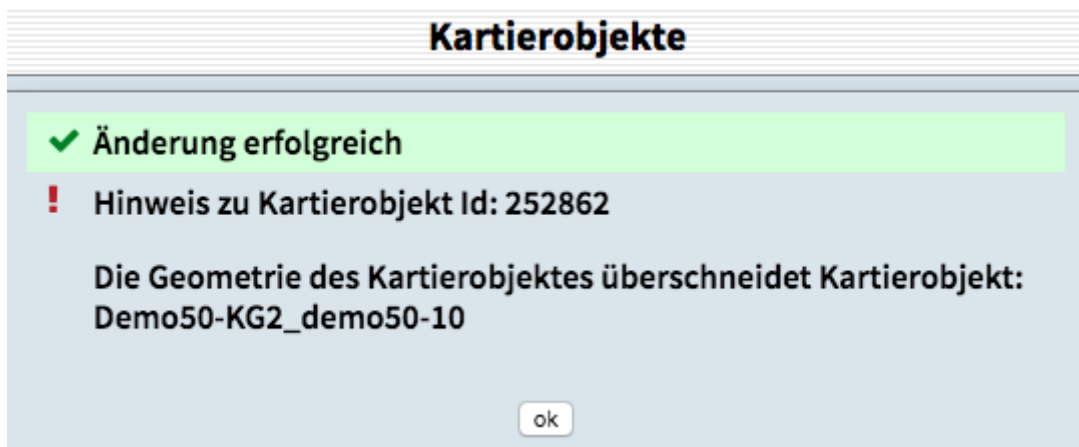 Kartierobjekte
Änderung erfolgreich
Hinweis zu Kartierobjekt Id: 252862
Die Geometrie des Kartierobjektes überschneidet Kartierobjekt:
Demo50-KG2_demo50-10
ok